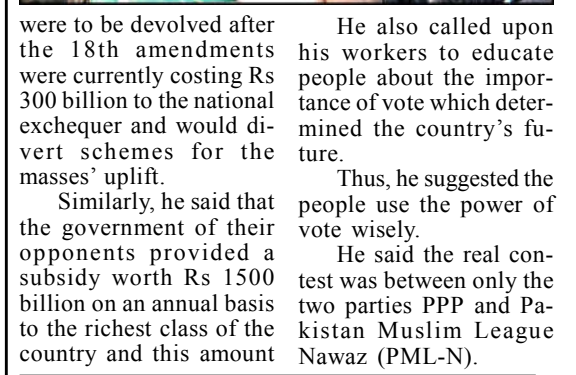 were to be devolved after
the 18th amendments
were currently costing Rs
300 billion to the national
exchequer and would di-
vert schemes for the
masses' uplift.
Similarly, he said that
the government of their
opponents provided a
subsidy worth Rs 1500
billion on an annual basis
to the richest class of the
country and this amount
He also called upon
his workers to educate
people about the impor-
tance of vote which deter-
mined the country's fu-
ture.
Thus, he suggested the
people use the power of
vote wisely.
He said the real con-
test was between only the
two parties PPP and Pa-
kistan Muslim League
Nawaz (PML-N).